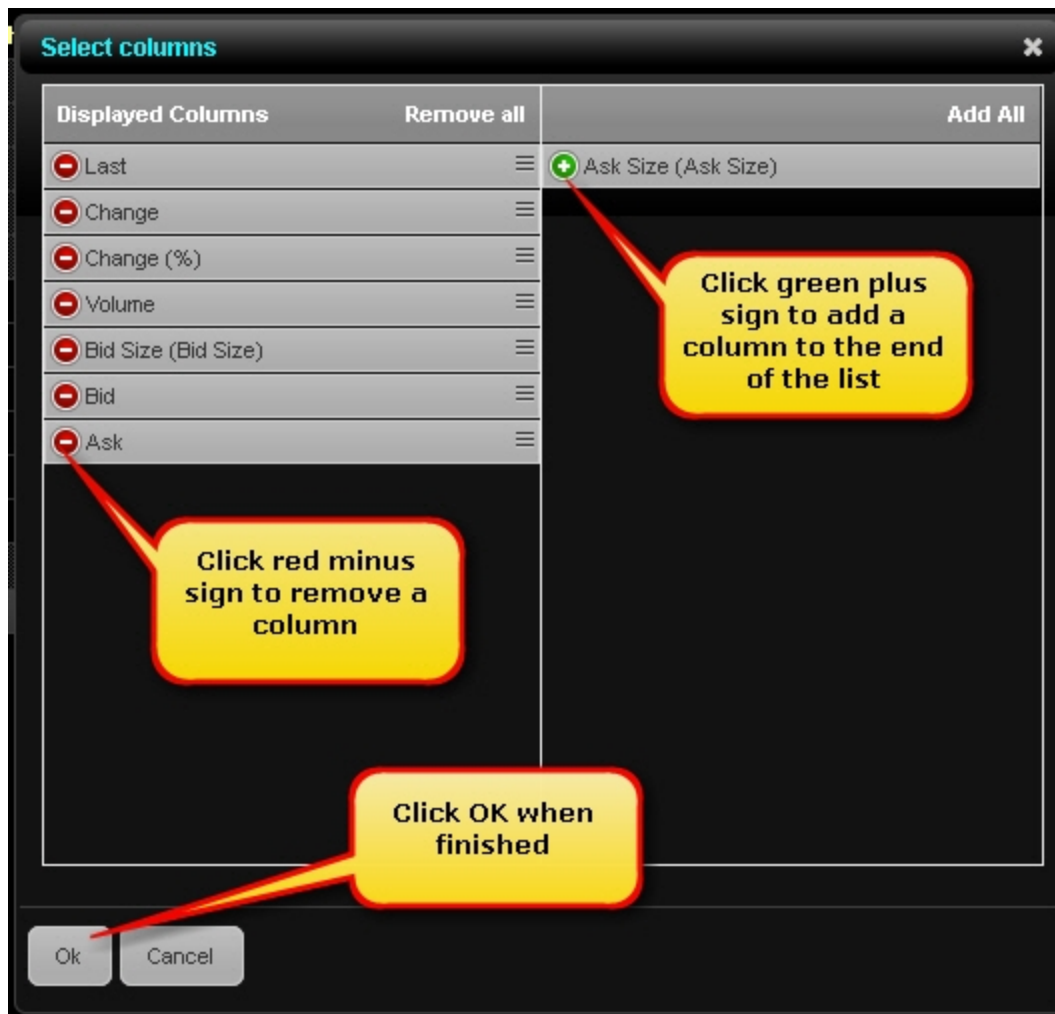 Select columns
Displayed Columns Remove all Add All
Last Ask Size (Ask Size)
Change
Change (%)
Volume
Bid Size (Bid Size)
Bid
Ask
Click green plus
sign to add a
column to the end
of the list
Click red minus
sign to remove a
column
Click OK when
finished
Ok Cancel